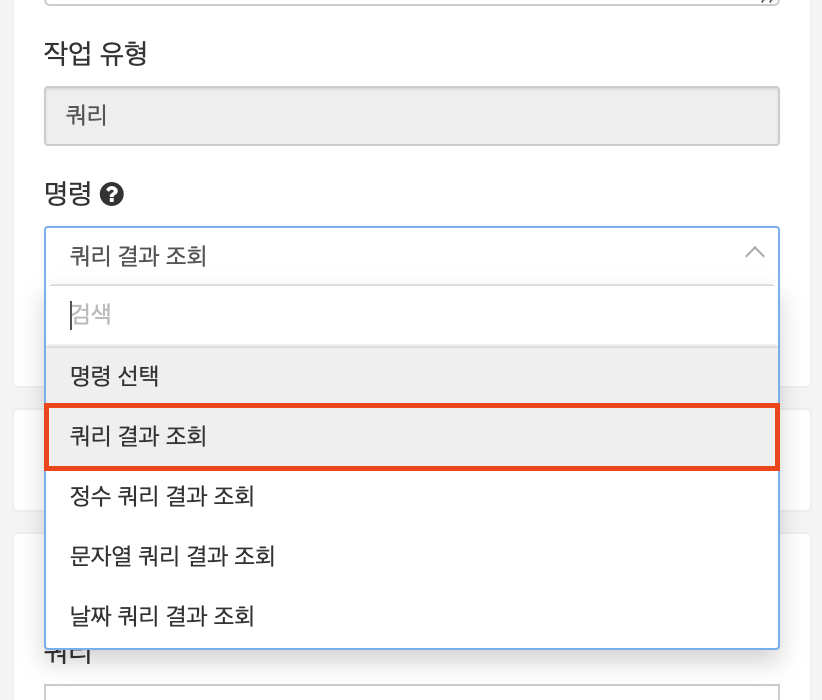 작업 유형
쿼리
명령 ?
쿼리 결과 조회
검색
명령 선택
쿼리 결과 조회
정수 쿼리 결과 조회
문자열 쿼리 결과 조회
날짜 쿼리 결과 조회
쿼리